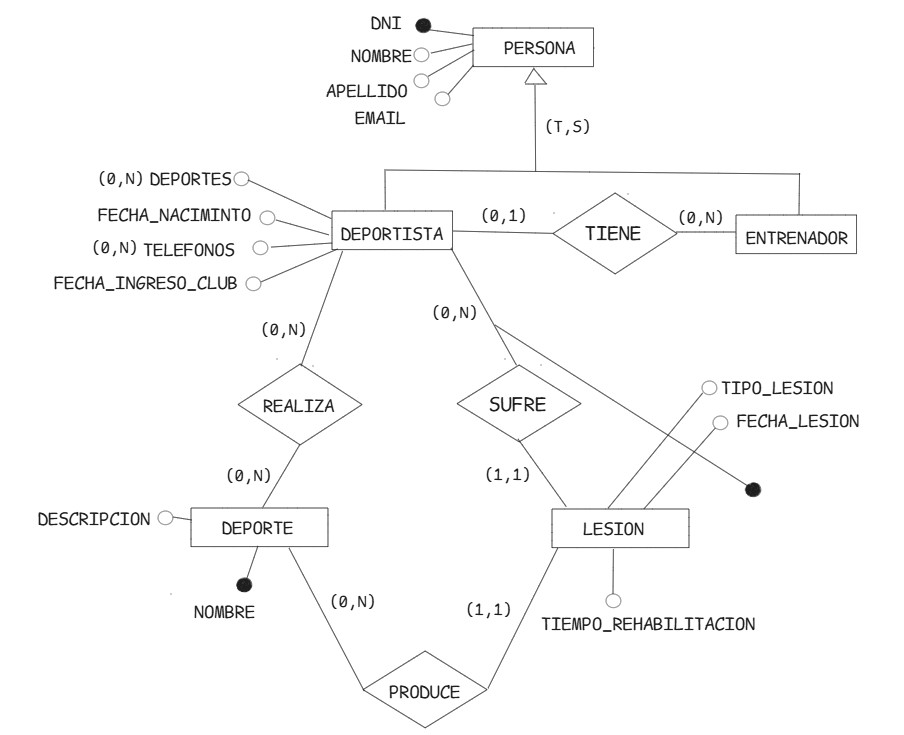 DNI
PERSONA
NOMBRE
APELLIDO
EMAIL
(T,S)
(0,N) DEPORTES
FECHA_NACIMINTO
(0,N) TELEFONOS
FECHA_INGRESO_CLUB
DEPORTISTA
(0,1)
TIENE
(0,N)
ENTRENADOR
(0,N)
(0,N)
REALIZA
SUFRE
TIPO_LESION
FECHA_LESION
(0,N)
(1,1)
DESCRIPCION
DEPORTE
LESION
NOMBRE
(0,N)
(1,1)
TIEMPO_REHABILITACION
PRODUCE